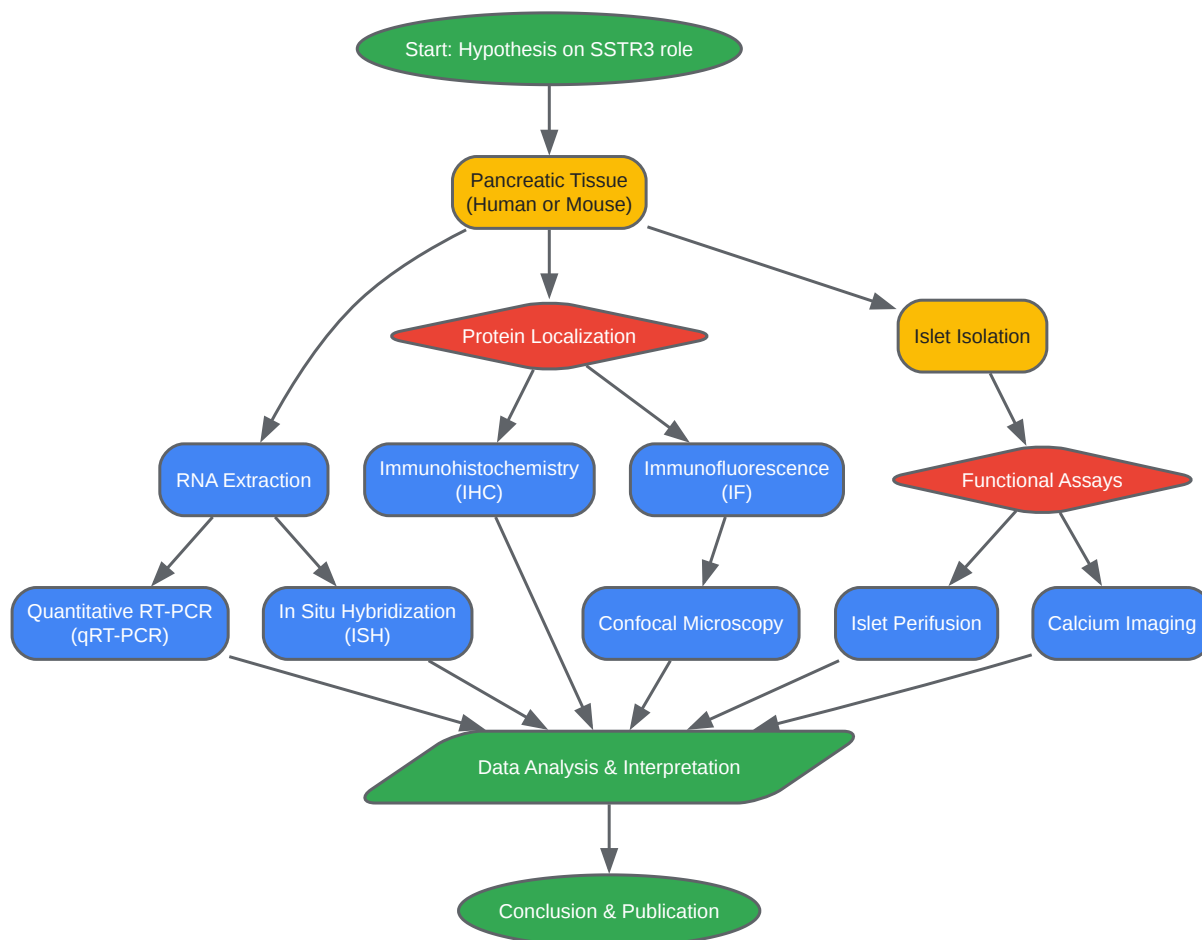 Start: Hypothesis on SSTR3 role
Pancreatic Tissue
(Human or Mouse)
Protein Localization
Islet Isolation
RNA Extraction
Immunohistochemistry
(IHC)
Immunofluorescence
(IF)
Functional Assays
Quantitative RT-PCR
(qRT-PCR)
In Situ Hybridization
(ISH)
Confocal Microscopy
Islet Perifusion
Calcium Imaging
Data Analysis & Interpretation
Conclusion & Publication